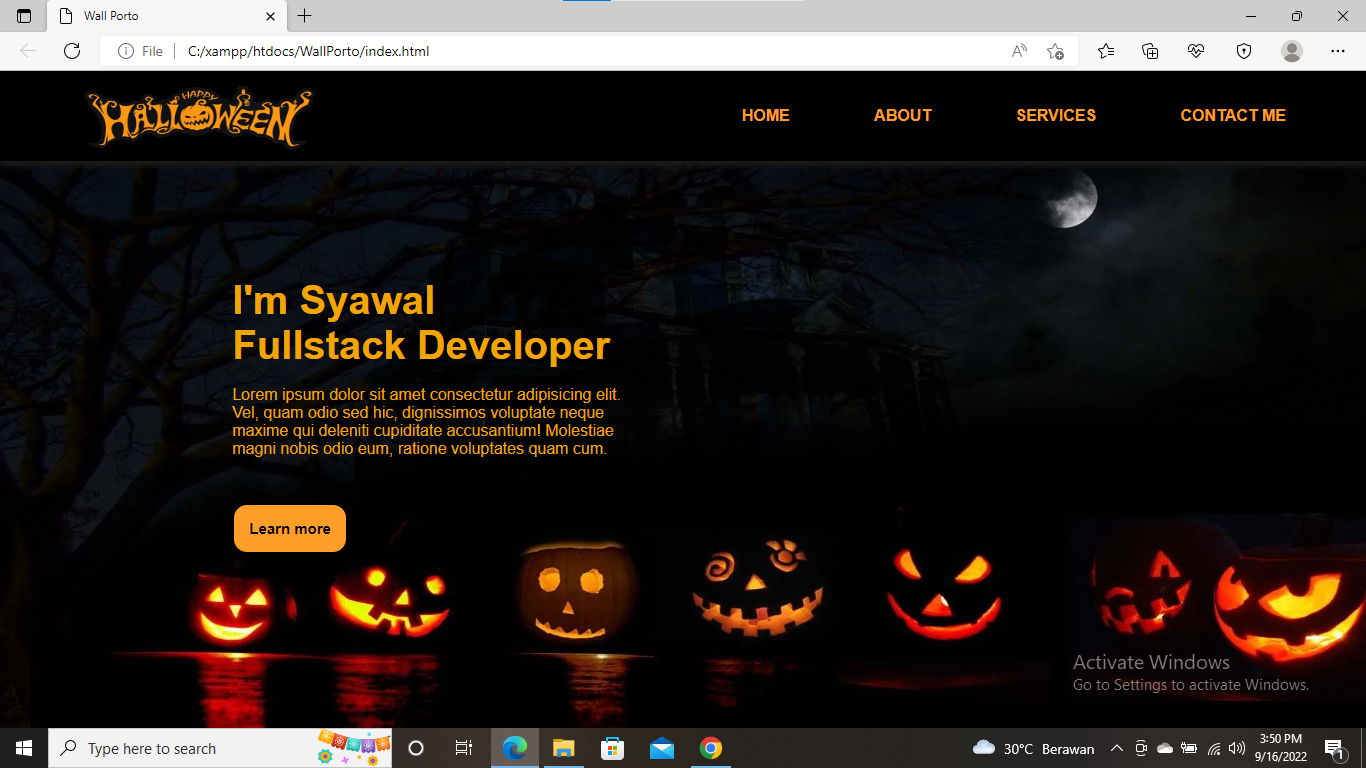 Wall Porto
File
C:/xampp/htdocs/WallPorto/index.html
HAPPY
HALLOWEEN
HOME
ABOUT
SERVICES
CONTACT ME
I'm Syawal
Fullstack Developer
Lorem ipsum dolor sit amet consectetur adipisicing elit.
Vel, quam odio sed hic, dignissimos voluptate neque
maxime qui deleniti cupiditate accusantium! Molestiae
magni nobis odio eum, ratione voluptates quam cum.
Learn more
Activate Windows
Go to Settings to activate Windows.
Type here to search
30°C Berawan
3:50 PM
9/16/2022
1